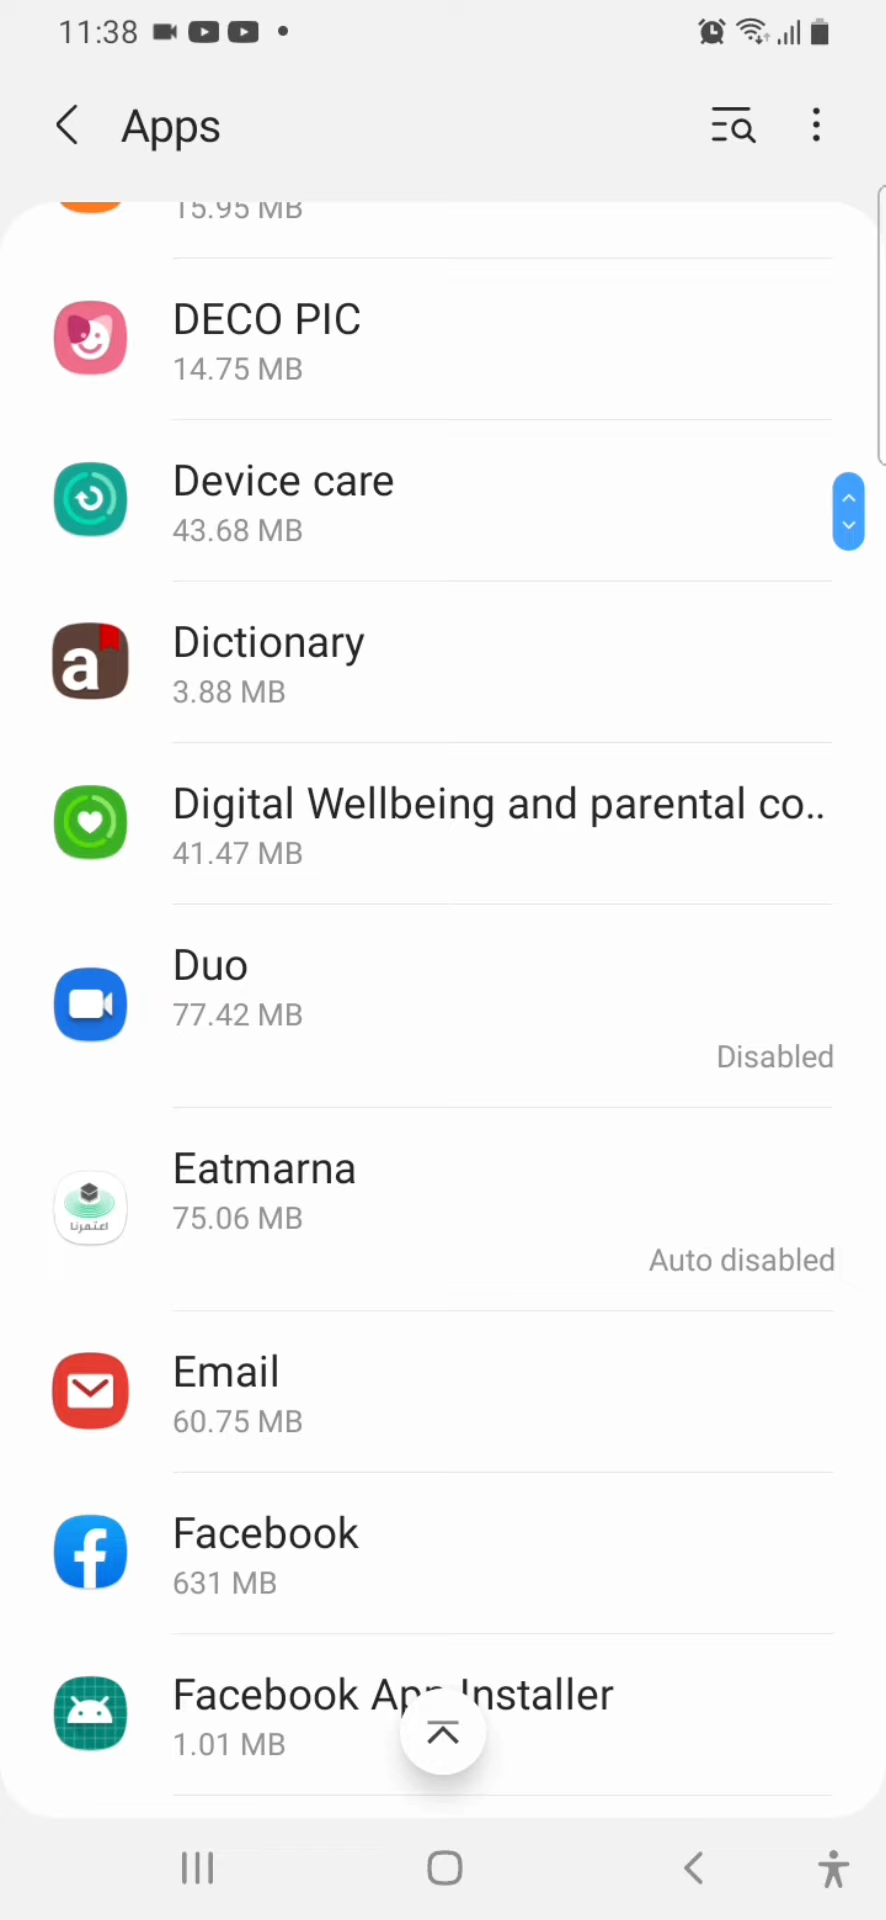 11:38
Apps
15.95 MB
DECO PIC
14.75 MB
Device care
43.68 MB
a
Dictionary
3.88 MB
Digital Wellbeing and parental co..
41.47 MB
Duo
77.42 MB
Disabled
Eatmarna
اعتمرنا
75.06 MB
Auto disabled
Email
60.75 MB
f
Facebook
631 MB
Facebook App Installer
1.01 MB